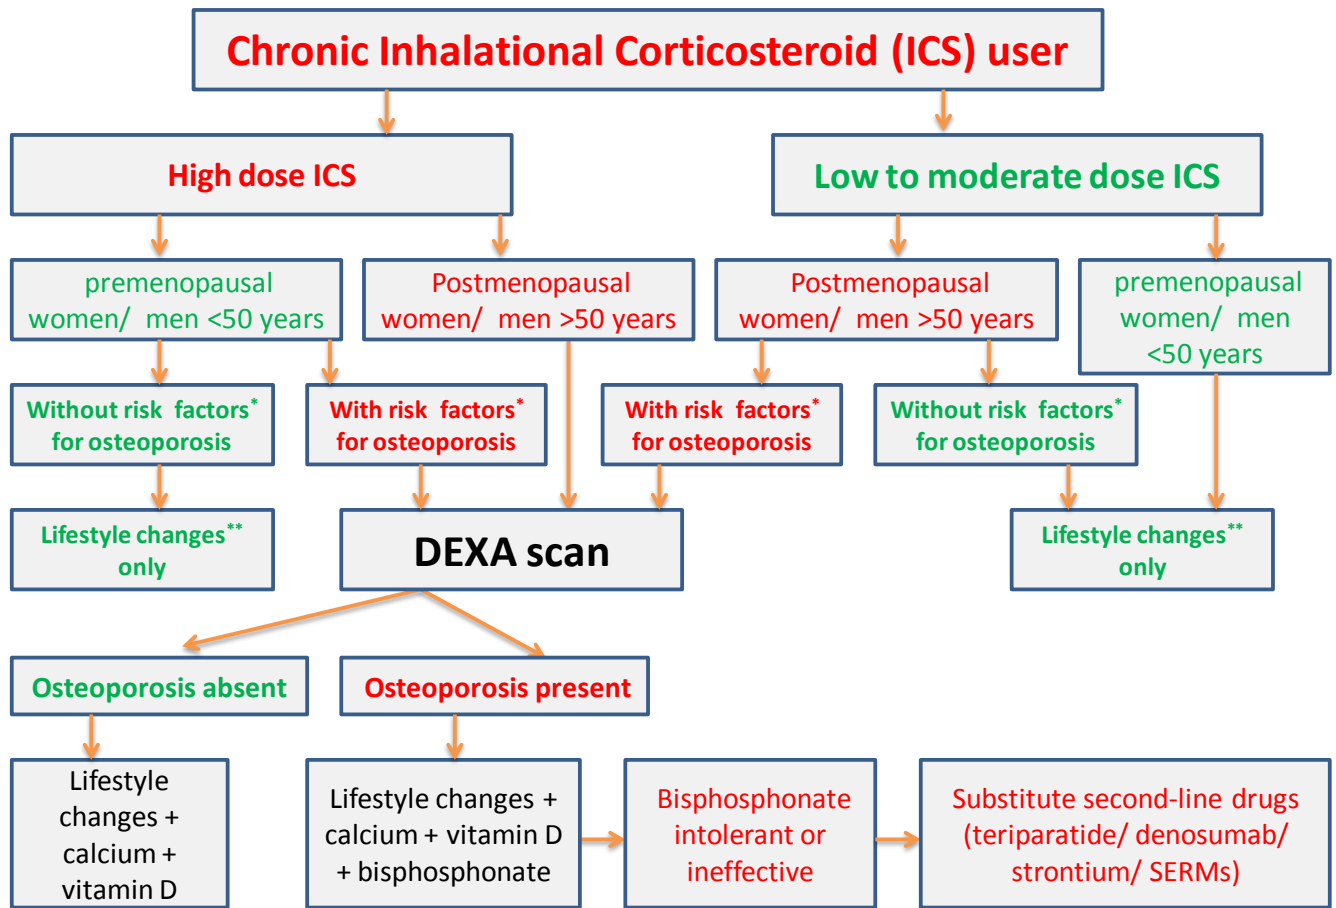 Chronic Inhalational Corticosteroid (ICS) user
High dose ICS
Low to moderate dose ICS
premenopausal
women/ men <50 years
Postmenopausal
women/ men >50 years
Postmenopausal
women/ men >50 years
premenopausal
women/ men
<50 years
Without risk factors*
for osteoporosis
With risk factors*
for osteoporosis
With risk factors*
for osteoporosis
Without risk factors*
for osteoporosis
Lifestyle changes**
only
DEXA scan
Lifestyle changes**
only
Osteoporosis absent
Osteoporosis present
Lifestyle
changes +
calcium +
vitamin D
Lifestyle changes +
calcium + vitamin D
+ bisphosphonate
Bisphosphonate
intolerant or
ineffective
Substitute second-line drugs
(teriparatide/ denosumab/
strontium/ SERMs)